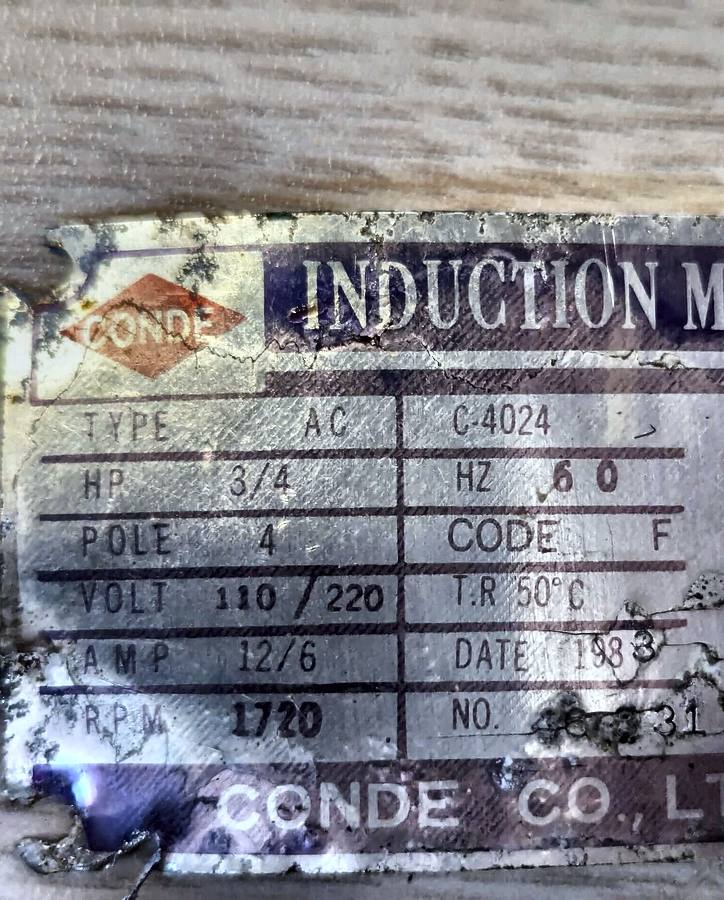 CONDE
INDUCTION M
TYPE AC C-4024
HP 3/4 HZ 60
POLE 4 CODE F
VOLT 110/220 T.R 50°C
AMP 12/6 DATE 1983
RPM 1720 NO.
CONDE CO., LT